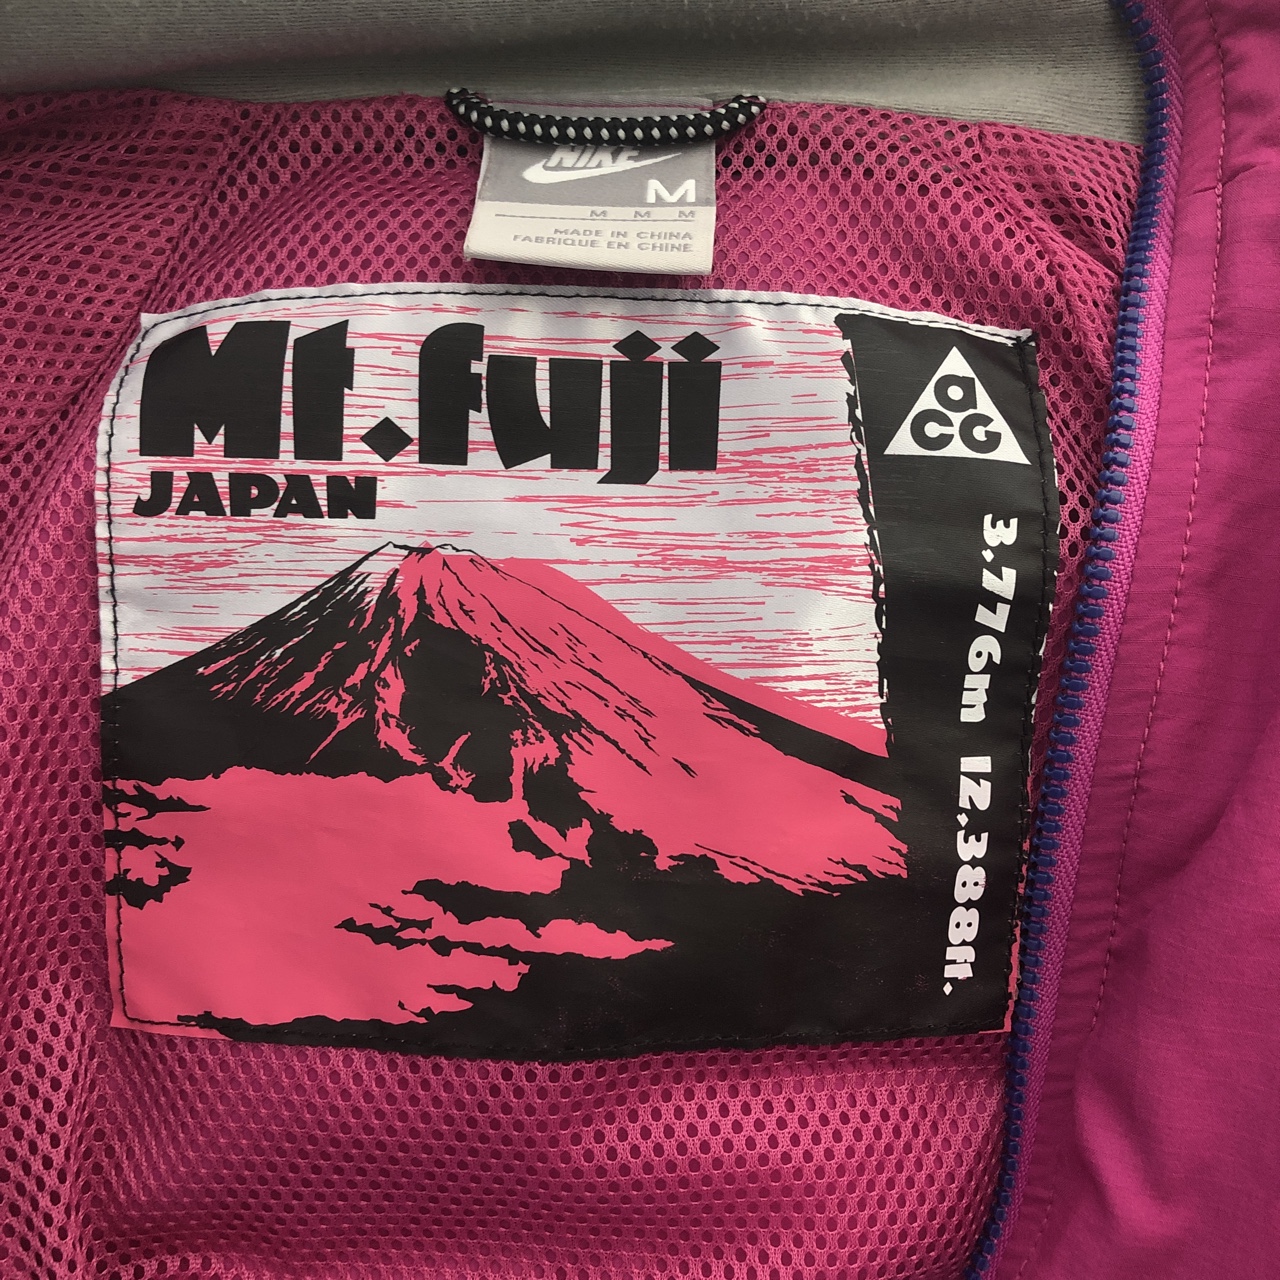 NIKE
M
M M M
MADE IN CHINA
FABRIQUE EN CHINE
Mt.fuji
JAPAN
aCG
3.776m 12.388ft.